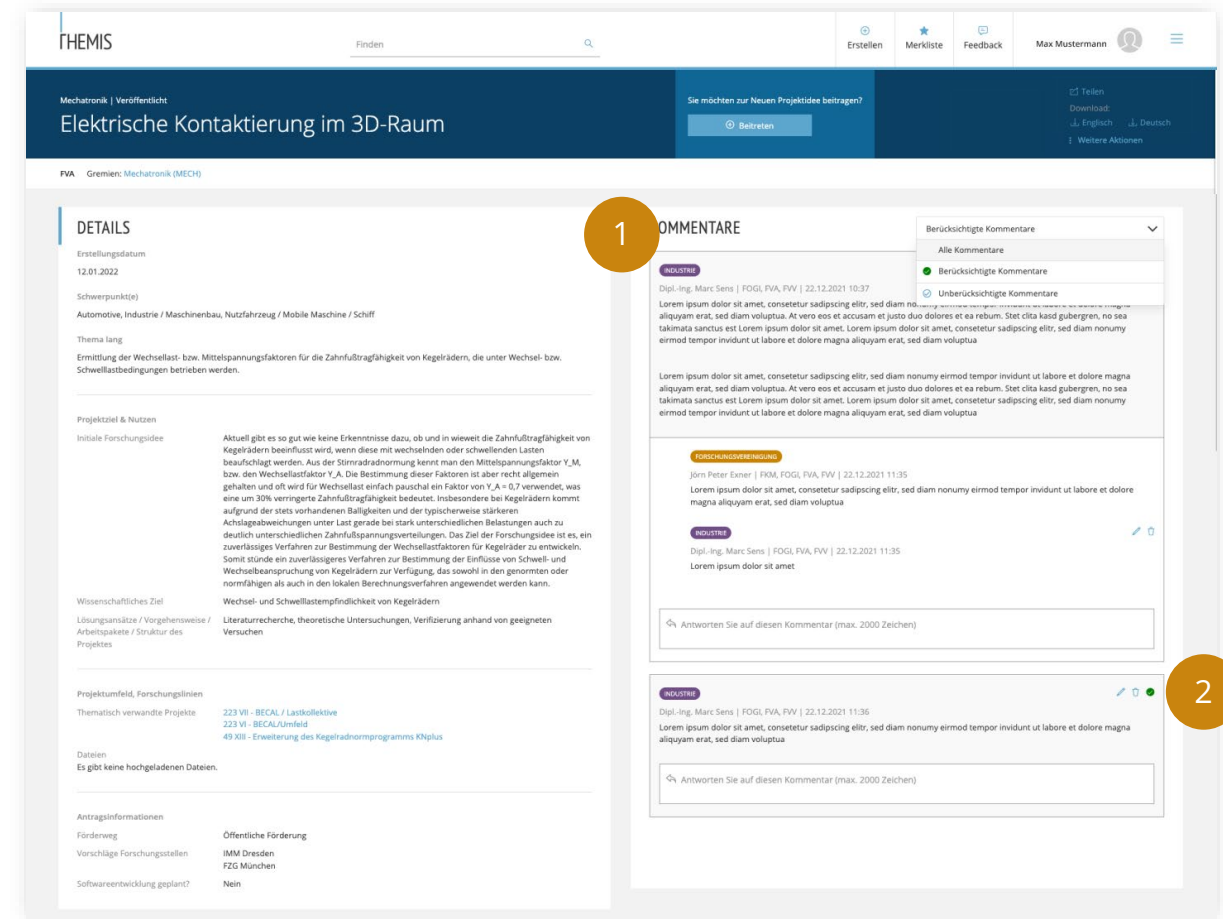 THEMIS
Finden
Erstellen
Merkliste
Feedback
Max Mustermann
Mechatronik | Veröffentlicht
Elektrische Kontaktierung im 3D-Raum
Sie möchten zur Neuen Projektidee beitragen?
Beitreten
Teilen
Download:
Englisch Deutsch
Weitere Aktionen
FVA Gremien: Mechatronik (MECH)
DETAILS
Erstellungsdatum
12.01.2022
Schwerpunkt(e)
Automotive, Industrie / Maschinenbau, Nutzfahrzeug / Mobile Maschine / Schiff
Thema lang
Ermittlung der Wechsellast- bzw. Mittelspannungsfaktoren für die Zahnfußtragfähigkeit von Kegelrädern, die unter Wechsel- bzw.
Schwelllastbedingungen betrieben werden.
Projektziel & Nutzen
Initiale Forschungsidee
Aktuell gibt es so gut wie keine Erkenntnisse dazu, ob und in wieweit die Zahnfußtragfähigkeit von
Kegelrädern beeinflusst wird, wenn diese mit wechselnden oder schwellenden Lasten
beaufschlagt werden. Aus der Stirnradradnormung kennt man den Mittelspannungsfaktor Y_M,
bzw. den Wechsellastfaktor Y_A. Die Bestimmung dieser Faktoren ist aber recht allgemein
gehalten und oft wird für Wechsellast einfach pauschal ein Faktor von Y_A = 0,7 verwendet, was
eine um 30% verringerte Zahnfußtragfähigkeit bedeutet. Insbesondere bei Kegelrädern kommt
aufgrund der stets vorhandenen Balligkeiten und der typischerweise stärkeren
Achslageabweichungen unter Last gerade bei stark unterschiedlichen Belastungen auch zu
deutlich unterschiedlichen Zahnfußspannungsverteilungen. Das Ziel der Forschungsidee ist es, ein
zuverlässiges Verfahren zur Bestimmung der Wechsellastfaktoren für Kegelräder zu entwickeln.
Somit stünde ein zuverlässigeres Verfahren zur Bestimmung der Einflüsse von Schwell- und
Wechselbeanspruchung von Kegelrädern zur Verfügung, das sowohl in den genormten oder
normfähigen als auch in den lokalen Berechnungsverfahren angewendet werden kann.
Wissenschaftliches Ziel
Wechsel- und Schwelllastempfindlichkeit von Kegelrädern
Lösungsansätze / Vorgehensweise /
Arbeitspakete / Struktur des
Projektes
Literaturrecherche, theoretische Untersuchungen, Verifizierung anhand von geeigneten
Versuchen
Projektumfeld, Forschungslinien
Thematisch verwandte Projekte
223 VII - BECAL / Lastkollektive
223 VI - BECAL/Umfeld
49 XIII - Erweiterung des Kegelradnormprogramms KNplus
Dateien
Es gibt keine hochgeladenen Dateien.
Antragsinformationen
Förderweg
Öffentliche Förderung
Vorschläge Forschungsstellen
IMM Dresden
FZG München
Softwareentwicklung geplant?
Nein
1
OMMENTARE
Berücksichtigte Kommentare
Alle Kommentare
Berücksichtigte Kommentare
Unberücksichtigte Kommentare
INDUSTRIE
Dipl.-Ing. Marc Sens | FOGI, FVA, FVV | 22.12.2021 10:37
Lorem ipsum dolor sit amet, consetetur sadipscing elitr, sed diam nonumy eirmod tempor invidunt ut labore et dolore magna
aliquyam erat, sed diam voluptua. At vero eos et accusam et justo duo dolores et ea rebum. Stet clita kasd gubergren, no sea
takimata sanctus est Lorem ipsum dolor sit amet. Lorem ipsum dolor sit amet, consetetur sadipscing elitr, sed diam nonumy
eirmod tempor invidunt ut labore et dolore magna aliquyam erat, sed diam voluptua
Lorem ipsum dolor sit amet, consetetur sadipscing elitr, sed diam nonumy eirmod tempor invidunt ut labore et dolore magna
aliquyam erat, sed diam voluptua. At vero eos et accusam et justo duo dolores et ea rebum. Stet clita kasd gubergren, no sea
takimata sanctus est Lorem ipsum dolor sit amet. Lorem ipsum dolor sit amet, consetetur sadipscing elitr, sed diam nonumy
eirmod tempor invidunt ut labore et dolore magna aliquyam erat, sed diam voluptua
FORSCHUNGSVEREINIGUNG
Jörn Peter Exner | FKM, FOGI, FVA, FVV | 22.12.2021 11:35
Lorem ipsum dolor sit amet, consetetur sadipscing elitr, sed diam nonumy eirmod tempor invidunt ut labore et dolore
magna aliquyam erat, sed diam voluptua
INDUSTRIE
Dipl.-Ing. Marc Sens | FOGI, FVA, FVV | 22.12.2021 11:35
Lorem ipsum dolor sit amet
Antworten Sie auf diesen Kommentar (max. 2000 Zeichen)
INDUSTRIE
2
Dipl.-Ing. Marc Sens | FOGI, FVA, FVV | 22.12.2021 11:36
Lorem ipsum dolor sit amet, consetetur sadipscing elitr, sed diam nonumy eirmod tempor invidunt ut labore et dolore magna
aliquyam erat, sed diam voluptua
Antworten Sie auf diesen Kommentar (max. 2000 Zeichen)